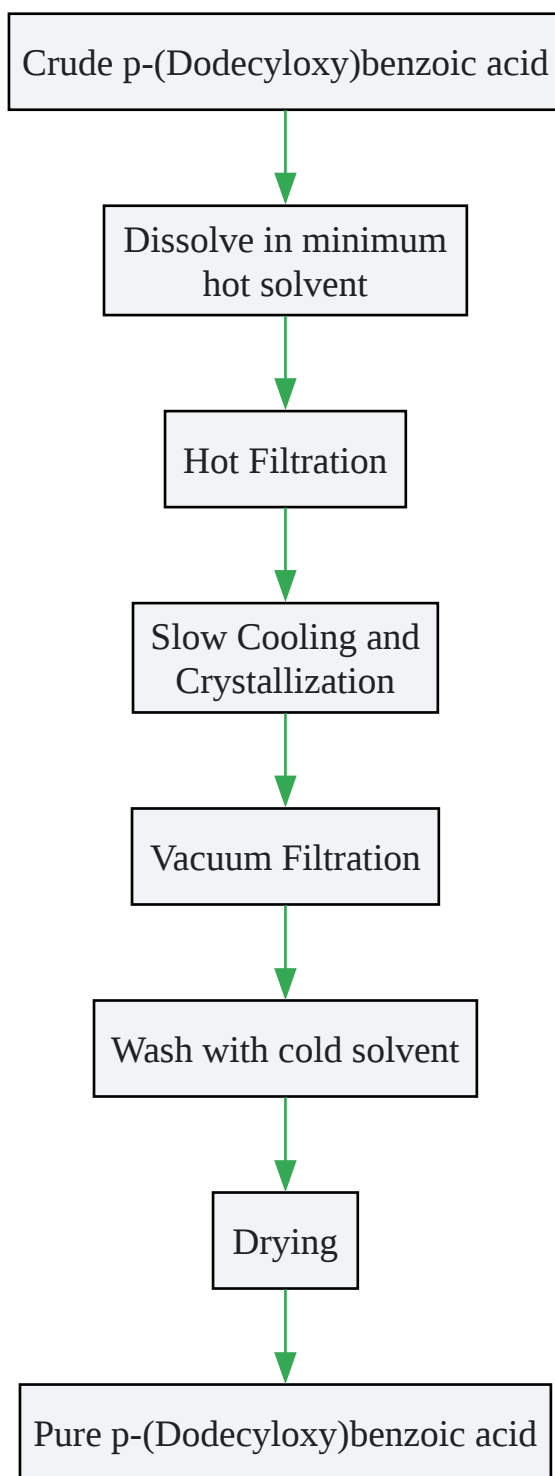 Crude p-(Dodecyloxy)benzoic acid
Dissolve in minimum
hot solvent
Hot Filtration
Slow Cooling and
Crystallization
Vacuum Filtration
Wash with cold solvent
Drying
Pure p-(Dodecyloxy)benzoic acid